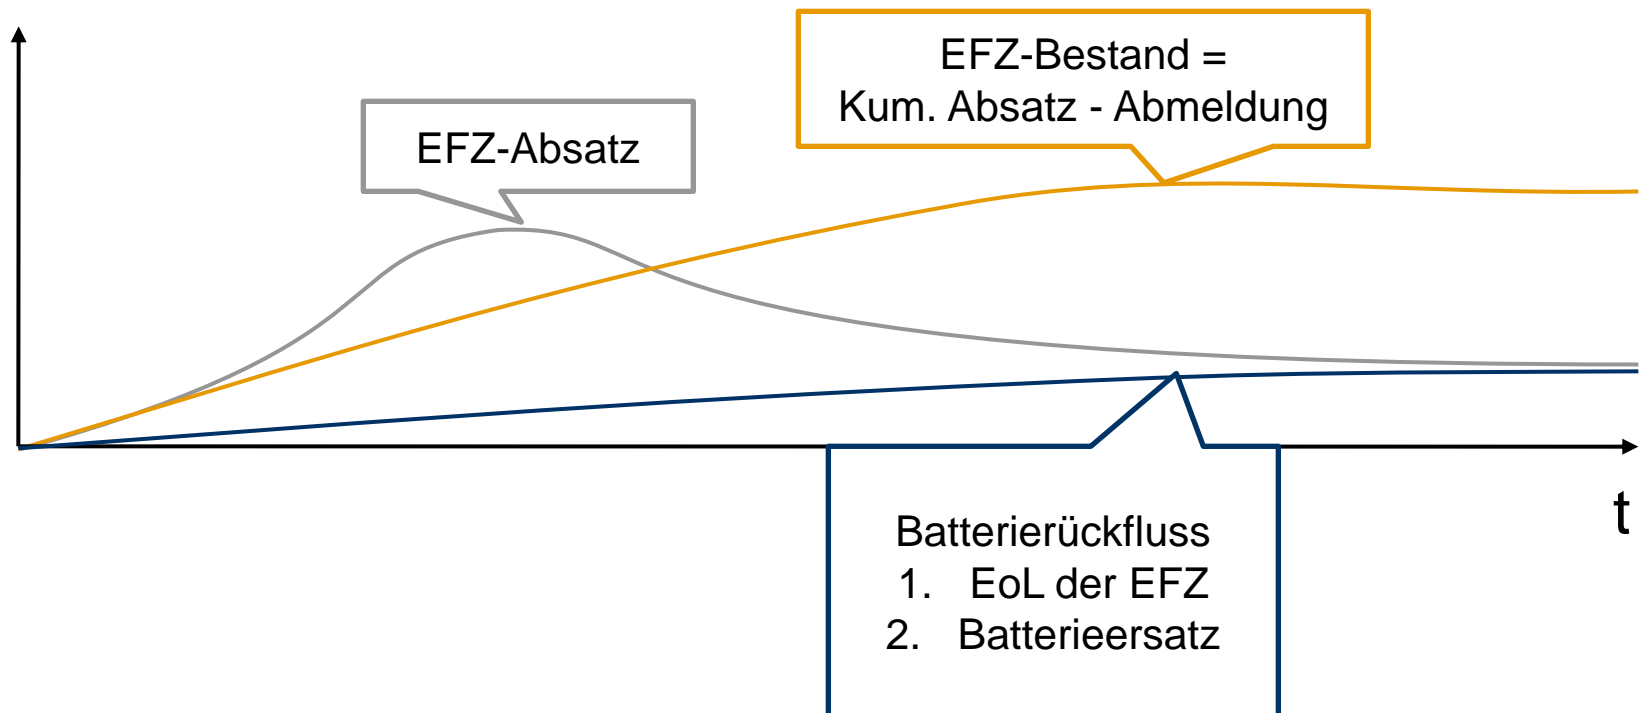 EFZ-Bestand =
Kum. Absatz - Abmeldung
EFZ-Absatz
t
Batterierückfluss
1. EoL der EFZ
2. Batterieersatz